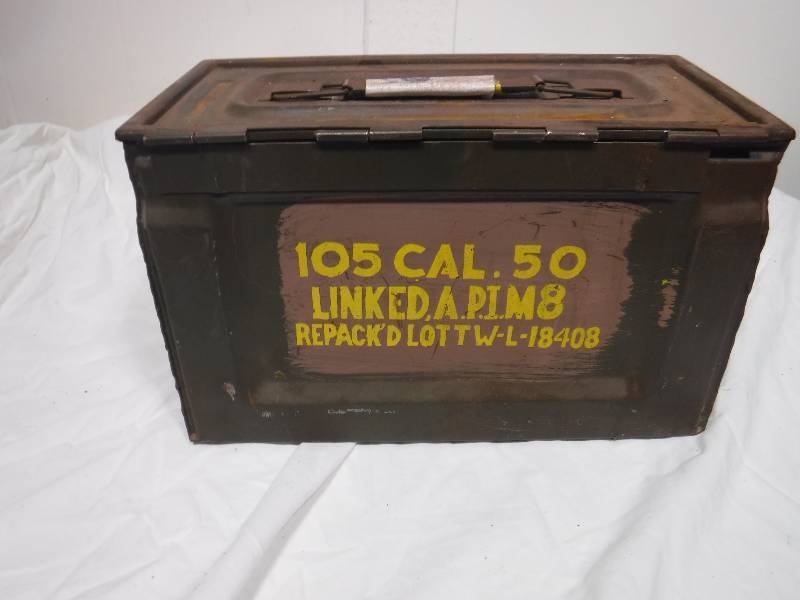 105 CAL. 50
LINKED, A.P.I.M8
REPACK'D LOT TW-L-18408